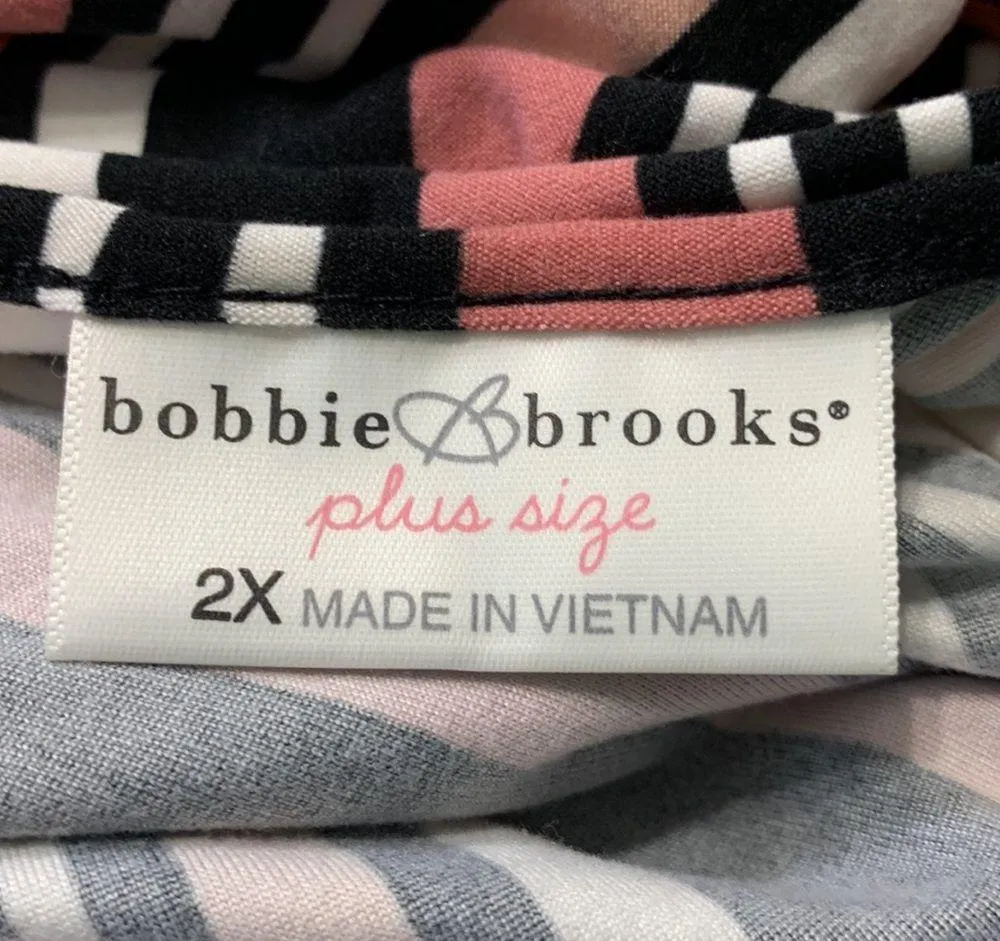 bobbie B brooks®
plus size
2X MADE IN VIETNAM